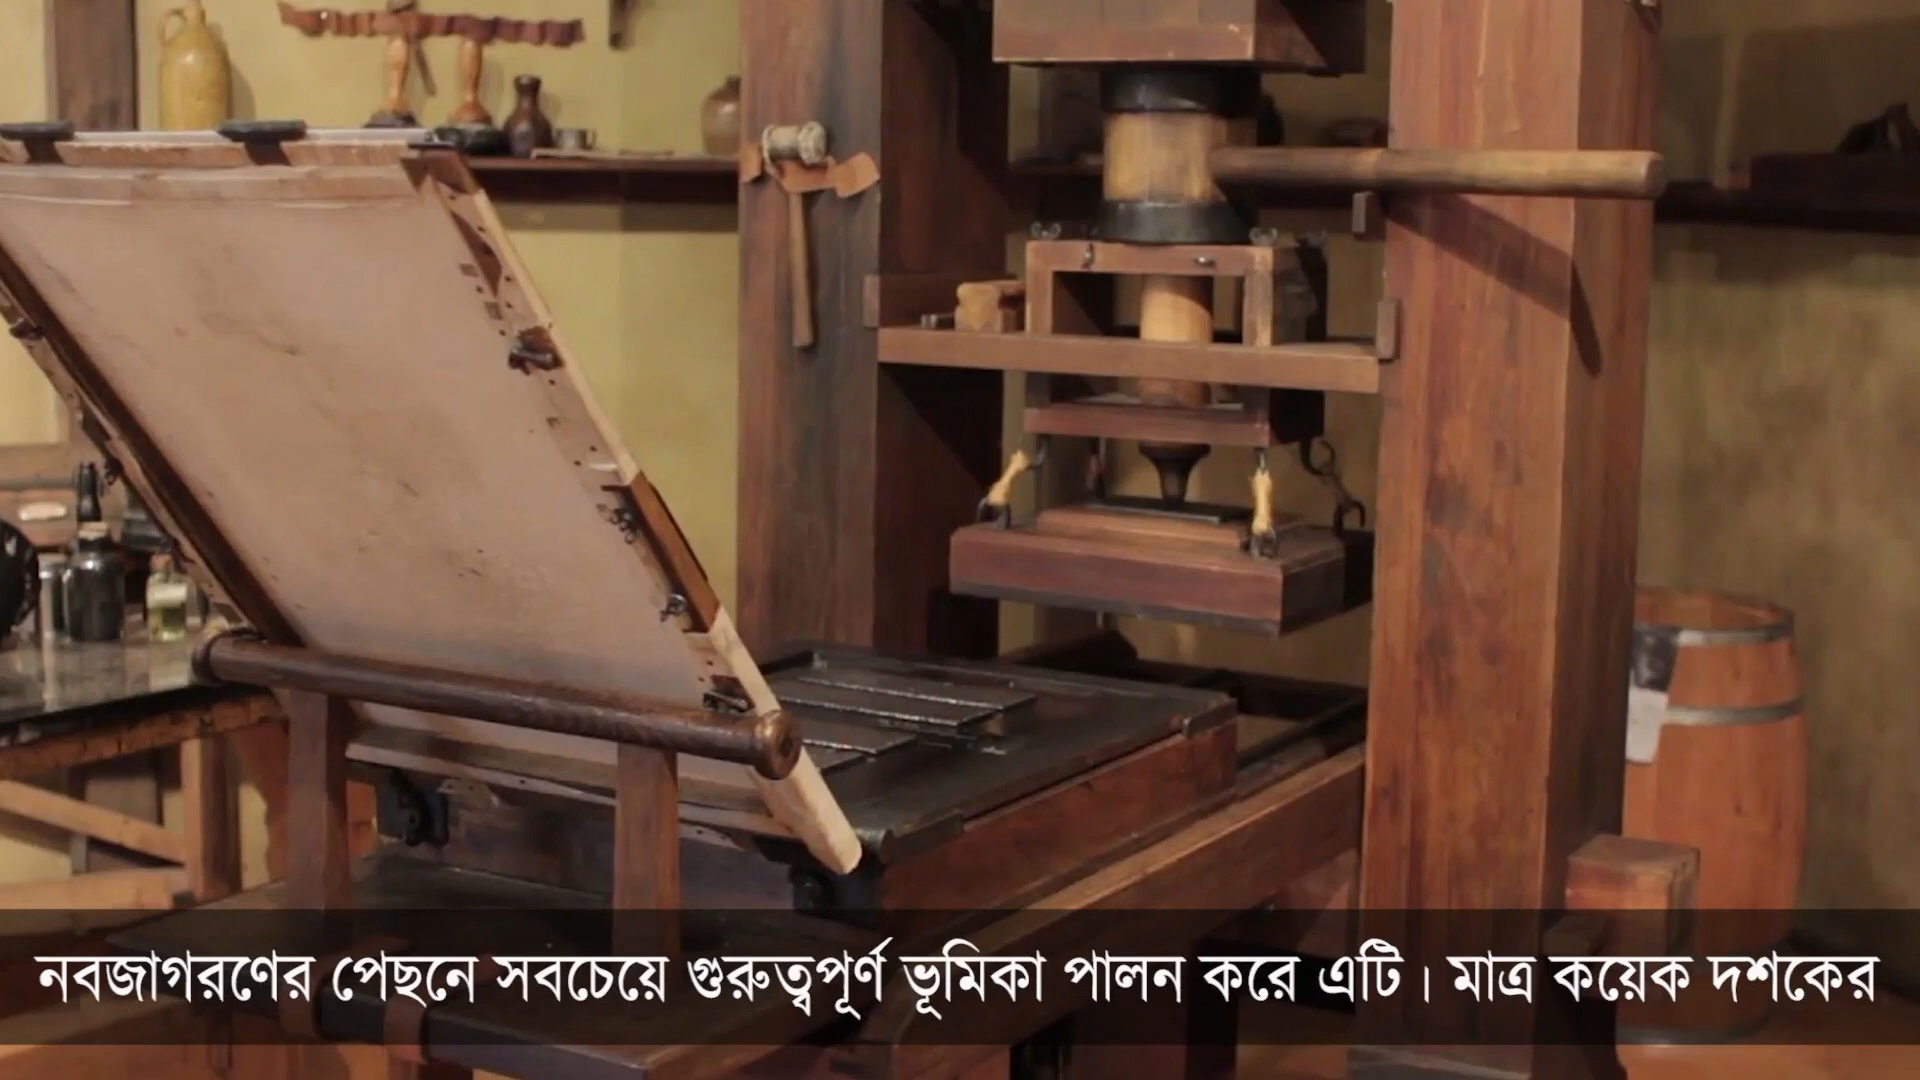 নবজাগরণের পেছনে সবচেয়ে গুরুত্বপূর্ণ ভূমিকা পালন করে এটি। মাত্র কয়েক দশকের